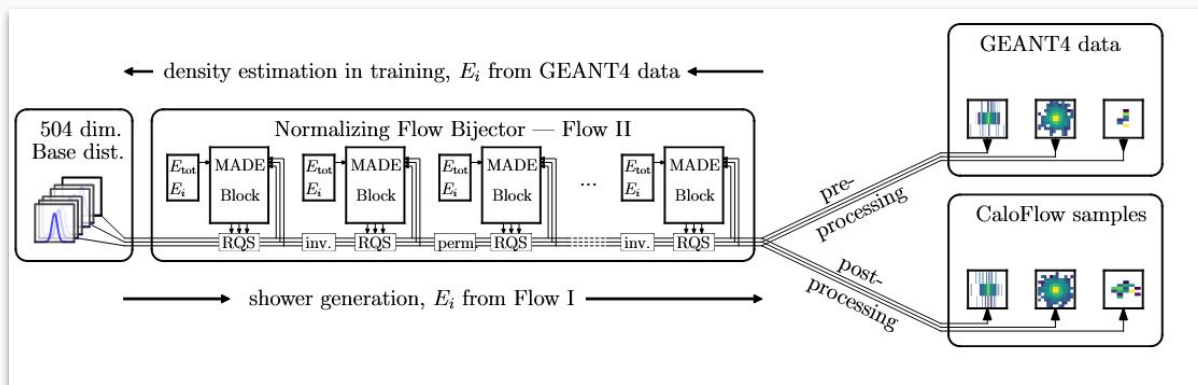 GEANT4 data
density estimation in training, E_i from GEANT4 data
504 dim.
Base dist.
Normalizing Flow Bijector — Flow II
E_tot
E_i
MADE
Block
E_tot
E_i
MADE
Block
E_tot
E_i
MADE
Block
...
E_tot
E_i
MADE
Block
RQS
inv.
RQS
perm.
RQS
inv.
RQS
pre-
processing
CaloFlow samples
post-
processing
shower generation, E_i from Flow I